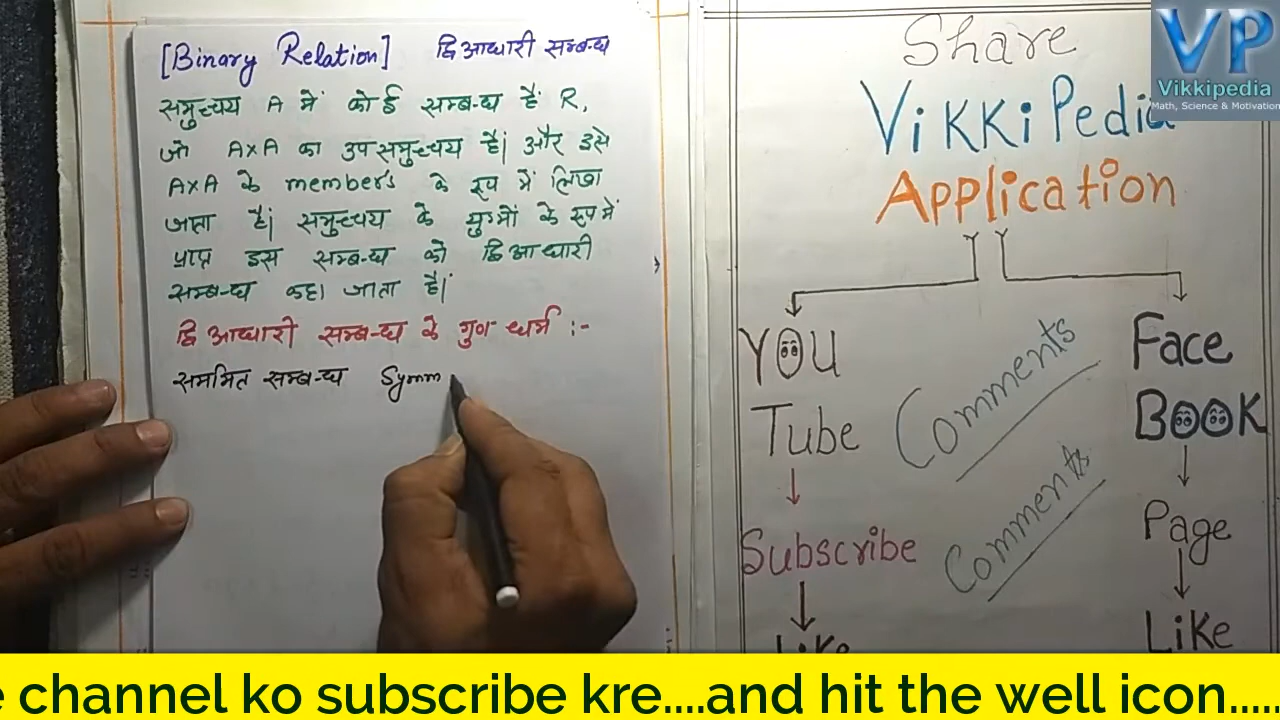 [Binary Relation] द्विआधारी सम्बन्ध
समुच्चय A में कोई सम्बन्ध हैं R,
जो A×A का उपसमुच्चय है। और इसे
A×A के member's के रूप में लिखा
जाता हैं। समुच्चय के युग्मों के रूप में
प्राप्त इस सम्बन्ध को द्विआधारी
सम्बन्ध कहा जाता हैं।
द्विआधारी सम्बन्ध के गुण धर्म :-
सममित सम्बन्ध Symm
Share
ViKKiPedia
Application
YOU
Tube
Subscribe
Like
Comments
Comments
Face
BOOK
Page
Like
VP
Vikkipedia
Math, Science & Motivation
e channel ko subscribe kre....and hit the well icon.....